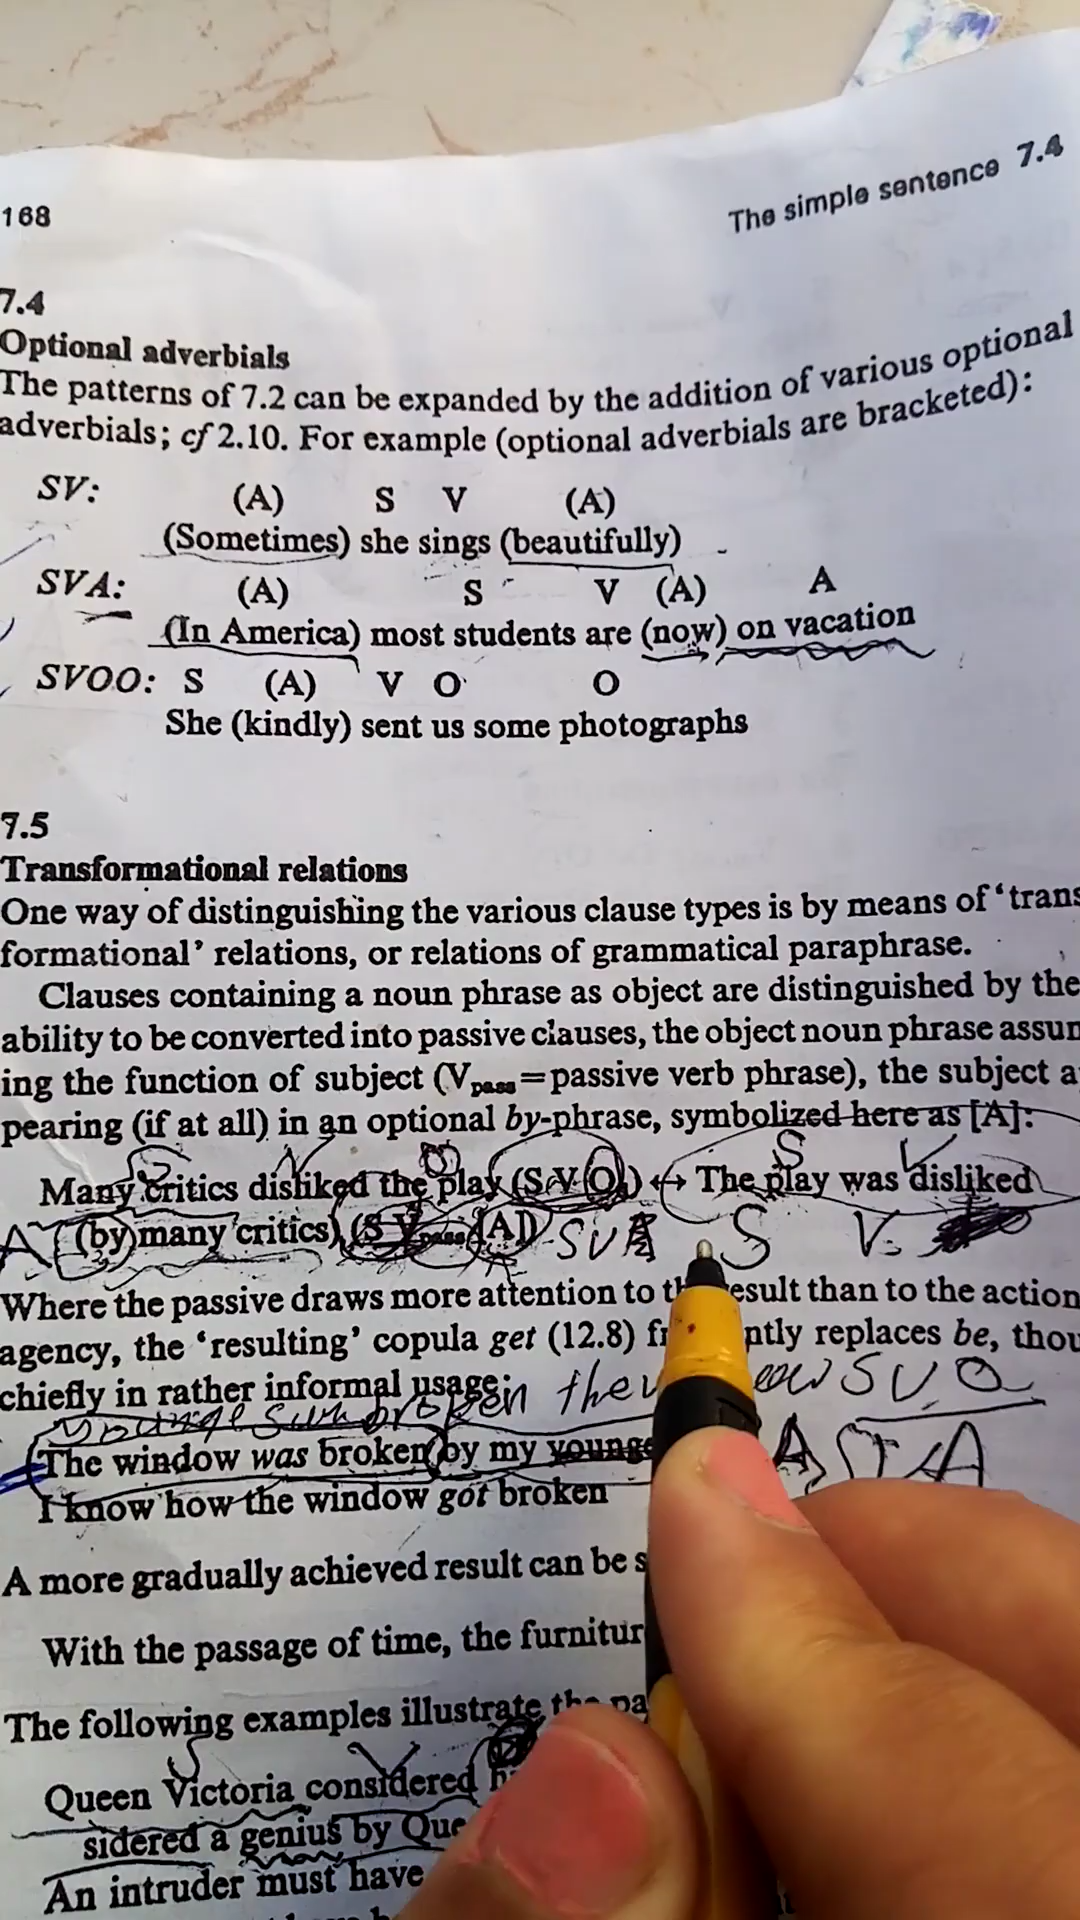 168
The simple sentence 7.4
7.4
Optional adverbials
The patterns of 7.2 can be expanded by the addition of various optional
adverbials; cf 2.10. For example (optional adverbials are bracketed):
SV: (A) S V (A)
(Sometimes) she sings (beautifully)
SVA: (A) S V (A) A
(In America) most students are (now) on vacation
SVOO: S (A) V O O
She (kindly) sent us some photographs
7.5
Transformational relations
One way of distinguishing the various clause types is by means of ‘trans
formational’ relations, or relations of grammatical paraphrase.
Clauses containing a noun phrase as object are distinguished by the
ability to be converted into passive clauses, the object noun phrase assum
ing the function of subject (Vpass=passive verb phrase), the subject a
pearing (if at all) in an optional by-phrase, symbolized here as [A]:
S V O S V
Many critics disliked the play (SVO) ↔ The play was disliked
A (by many critics) (S Vpass [A]) SVA S V
Where the passive draws more attention to the result than to the action
agency, the ‘resulting’ copula get (12.8) fr ntly replaces be, thou
chiefly in rather informal usage:
broken the SVO
The window was broken by my younge A SVA
I know how the window got broken
A more gradually achieved result can be s
With the passage of time, the furnitur
The following examples illustrate the pa
S V
Queen Victoria considered h
sidered a genius by Que
An intruder must have